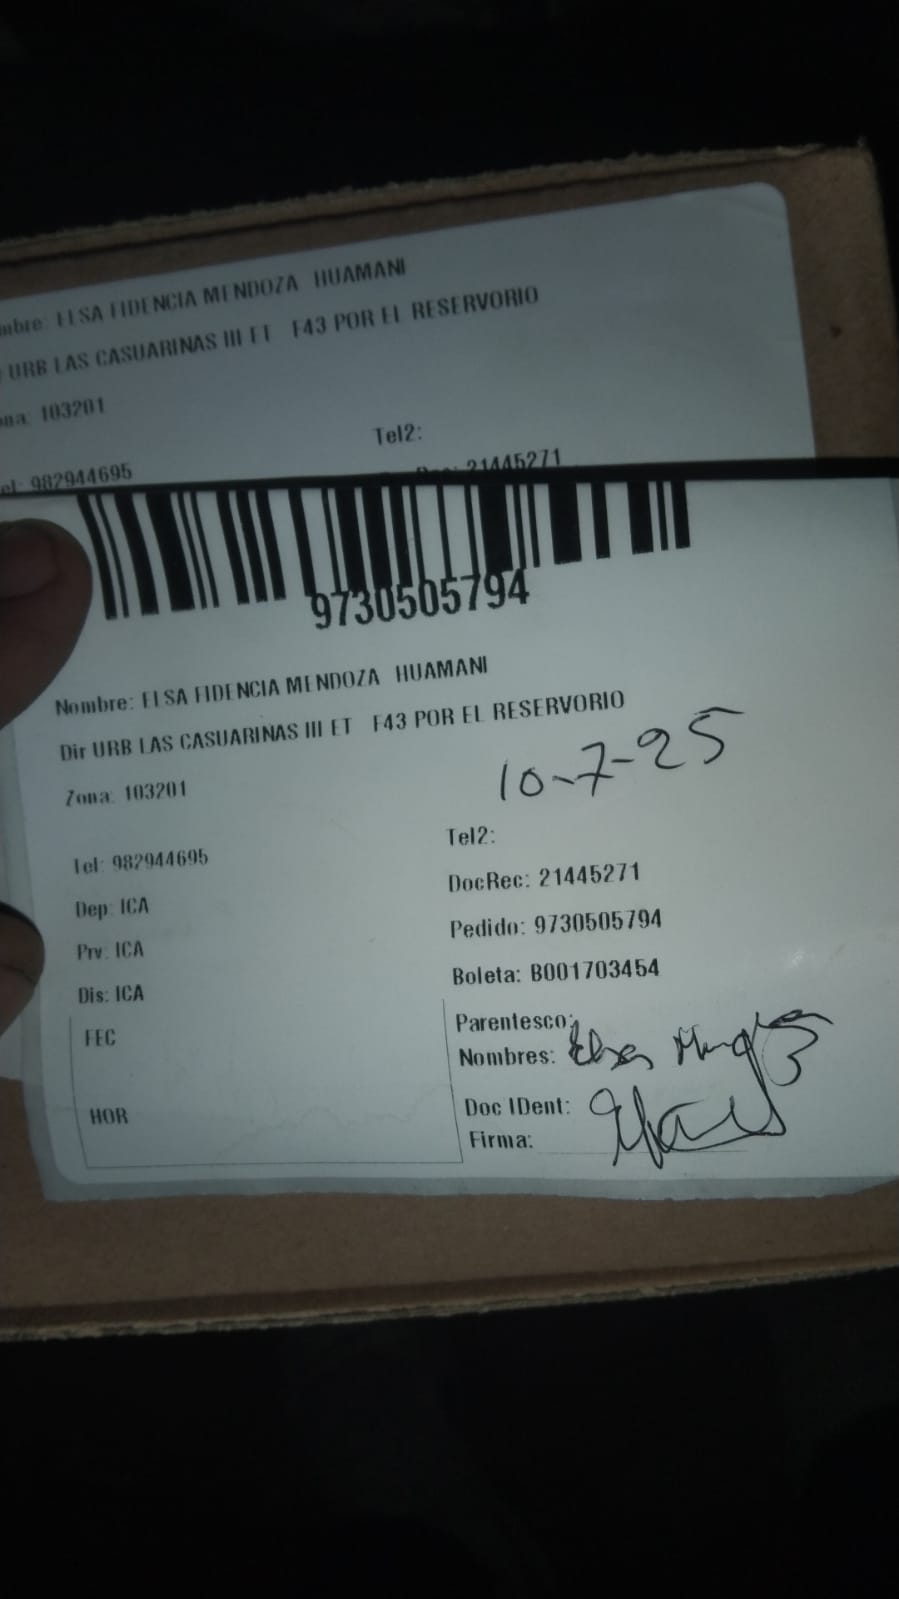 mbre: ELSA FIDENCIA MENDOZA HUAMANI
URB LAS CASUARINAS III ET F43 POR EL RESERVORIO
ona: 103201
Tel2:
el: 982944695
21445271
9730505794
Nombre: ELSA FIDENCIA MENDOZA HUAMANI
Dir URB LAS CASUARINAS III ET F43 POR EL RESERVORIO
10-7-25
Zona: 103201
Tel2:
Tel: 982944695
DocRec: 21445271
Dep: ICA
Pedido: 9730505794
Prv: ICA
Boleta: B001703454
Dis: ICA
Parentesco:
FEC
Nombres: Elsa
Doc IDent:
HOR
Firma: